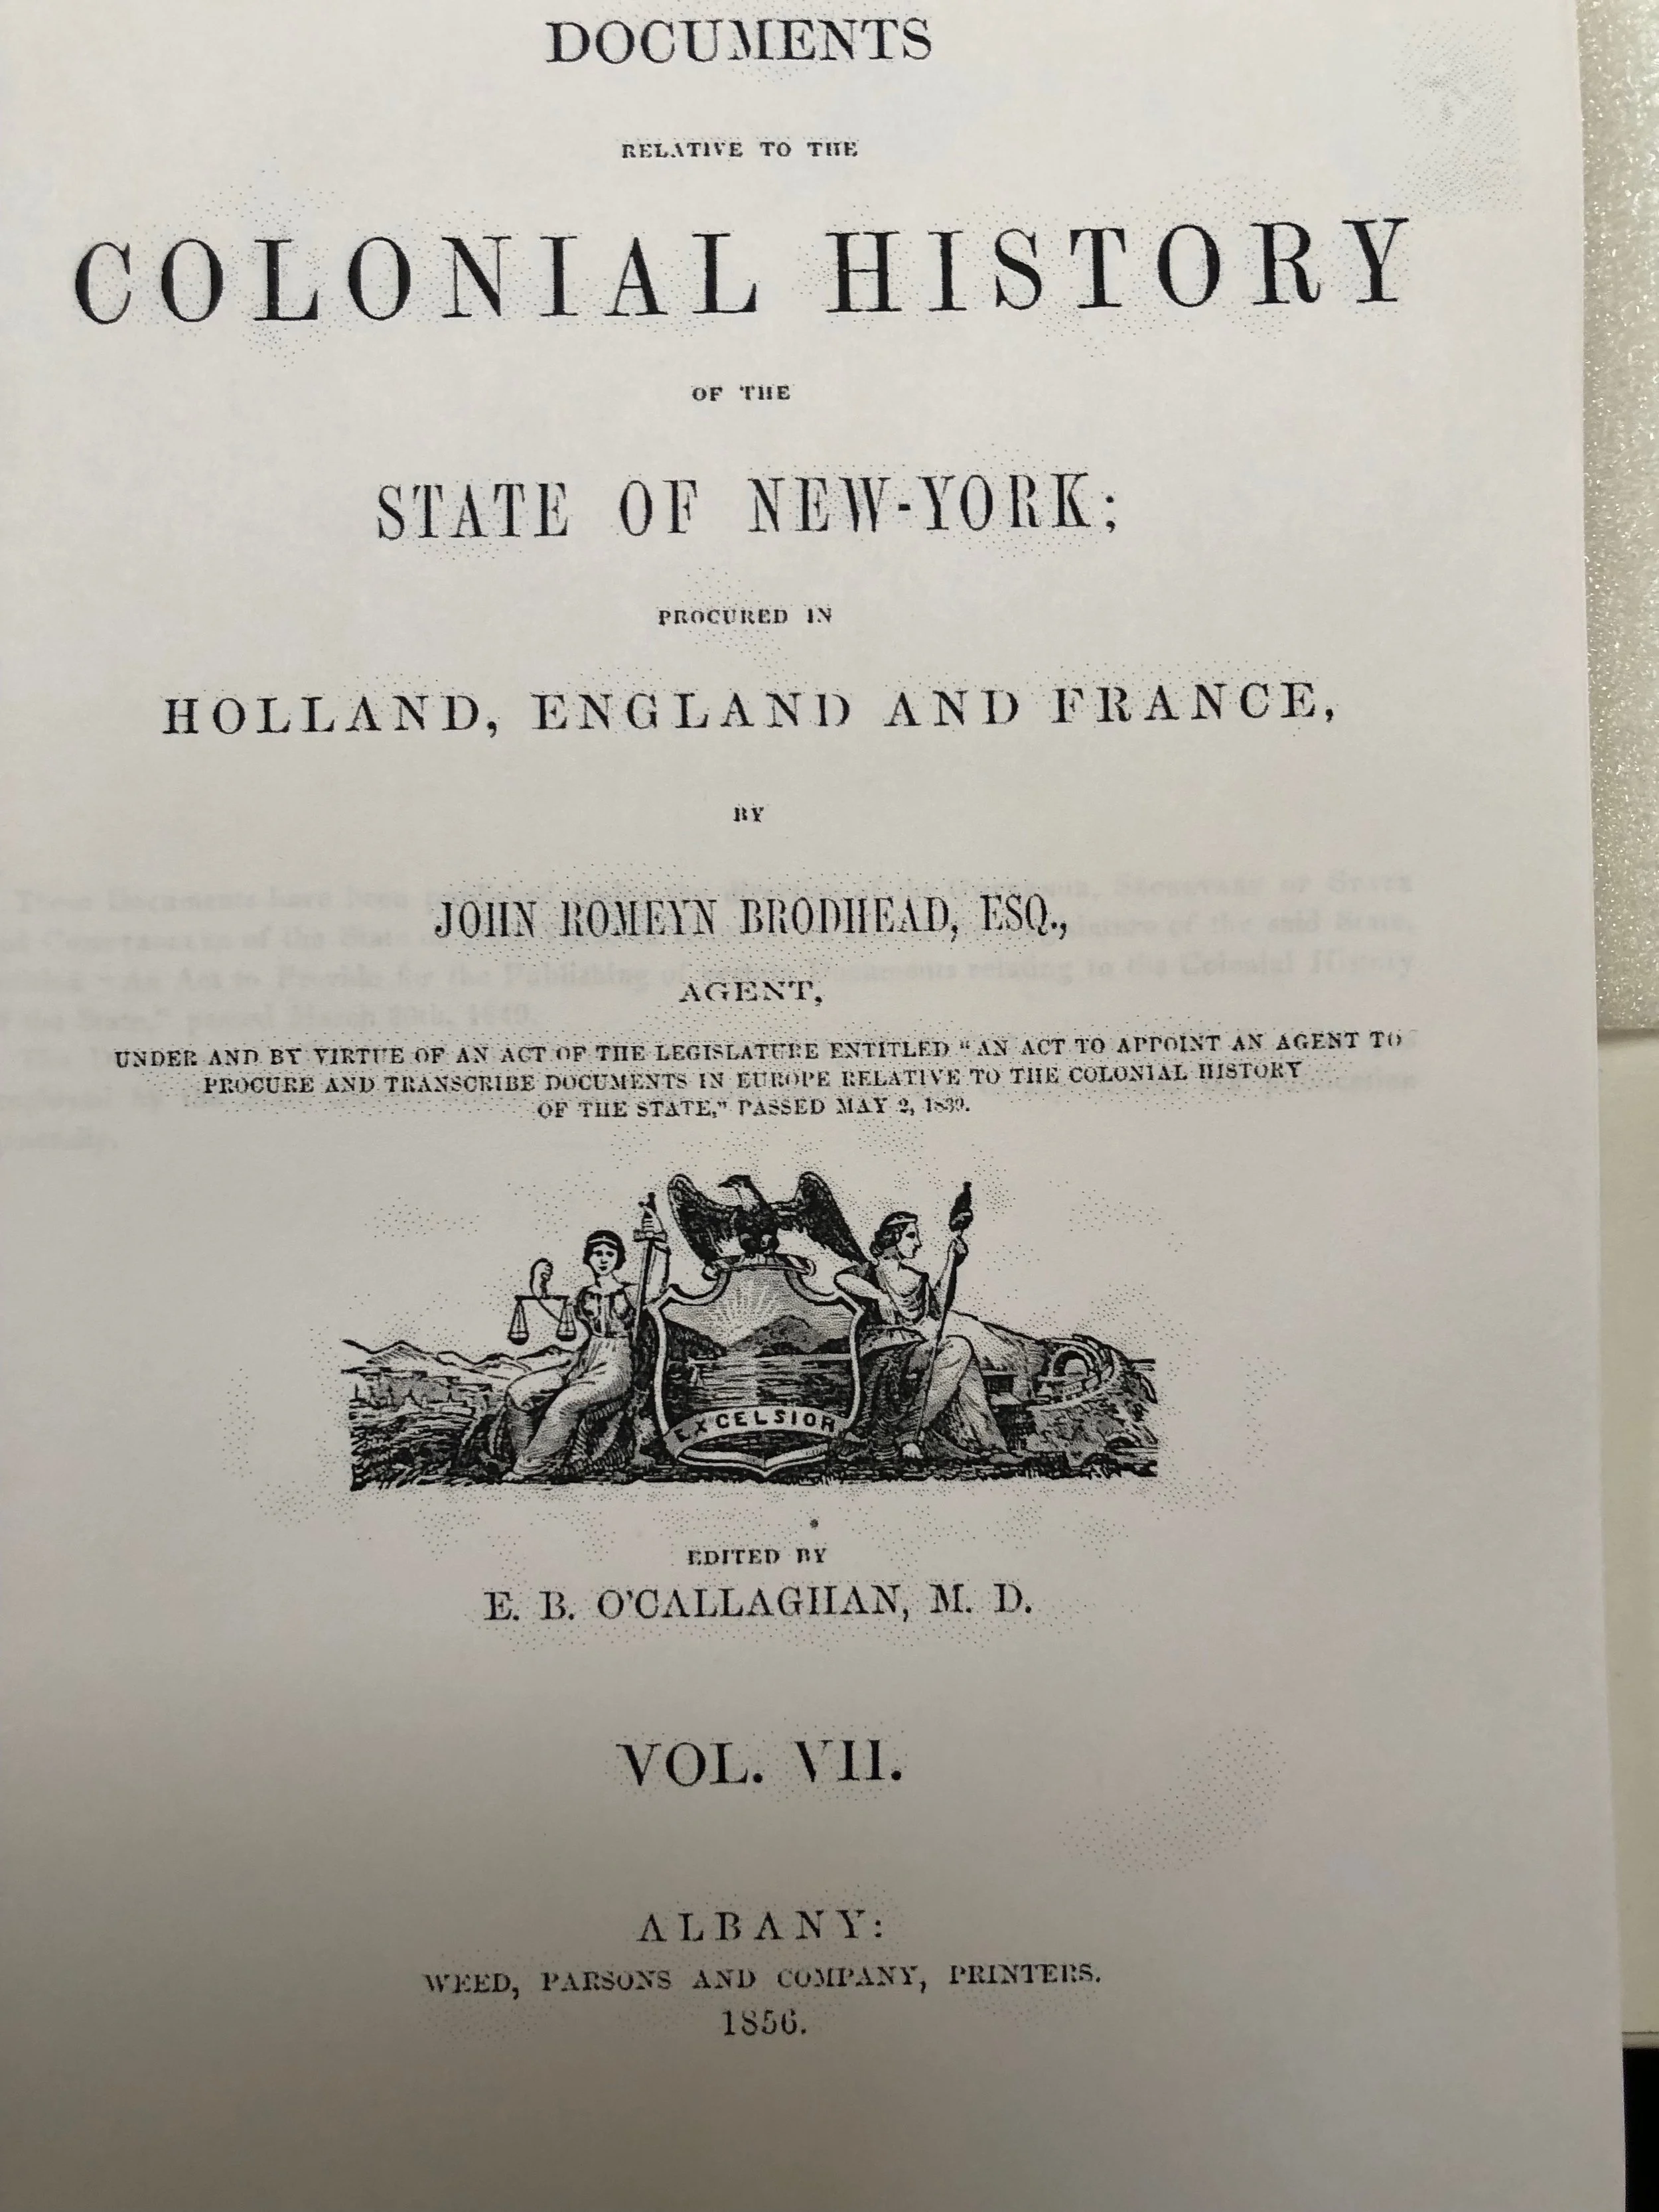 DOCUMENTS
RELATIVE TO THE
COLONIAL HISTORY
OF THE
STATE OF NEW-YORK;
PROCURED IN
HOLLAND, ENGLAND AND FRANCE,
BY
JOHN ROMEYN BRODHEAD, ESQ.,
AGENT,
UNDER AND BY VIRTUE OF AN ACT OF THE LEGISLATURE ENTITLED "AN ACT TO APPOINT AN AGENT TO
PROCURE AND TRANSCRIBE DOCUMENTS IN EUROPE RELATIVE TO THE COLONIAL HISTORY
OF THE STATE," PASSED MAY 2, 1839.
EXCELSIOR
EDITED BY
E. B. O'CALLAGHAN, M. D.
VOL. VII.
ALBANY:
WEED, PARSONS AND COMPANY, PRINTERS.
1856.